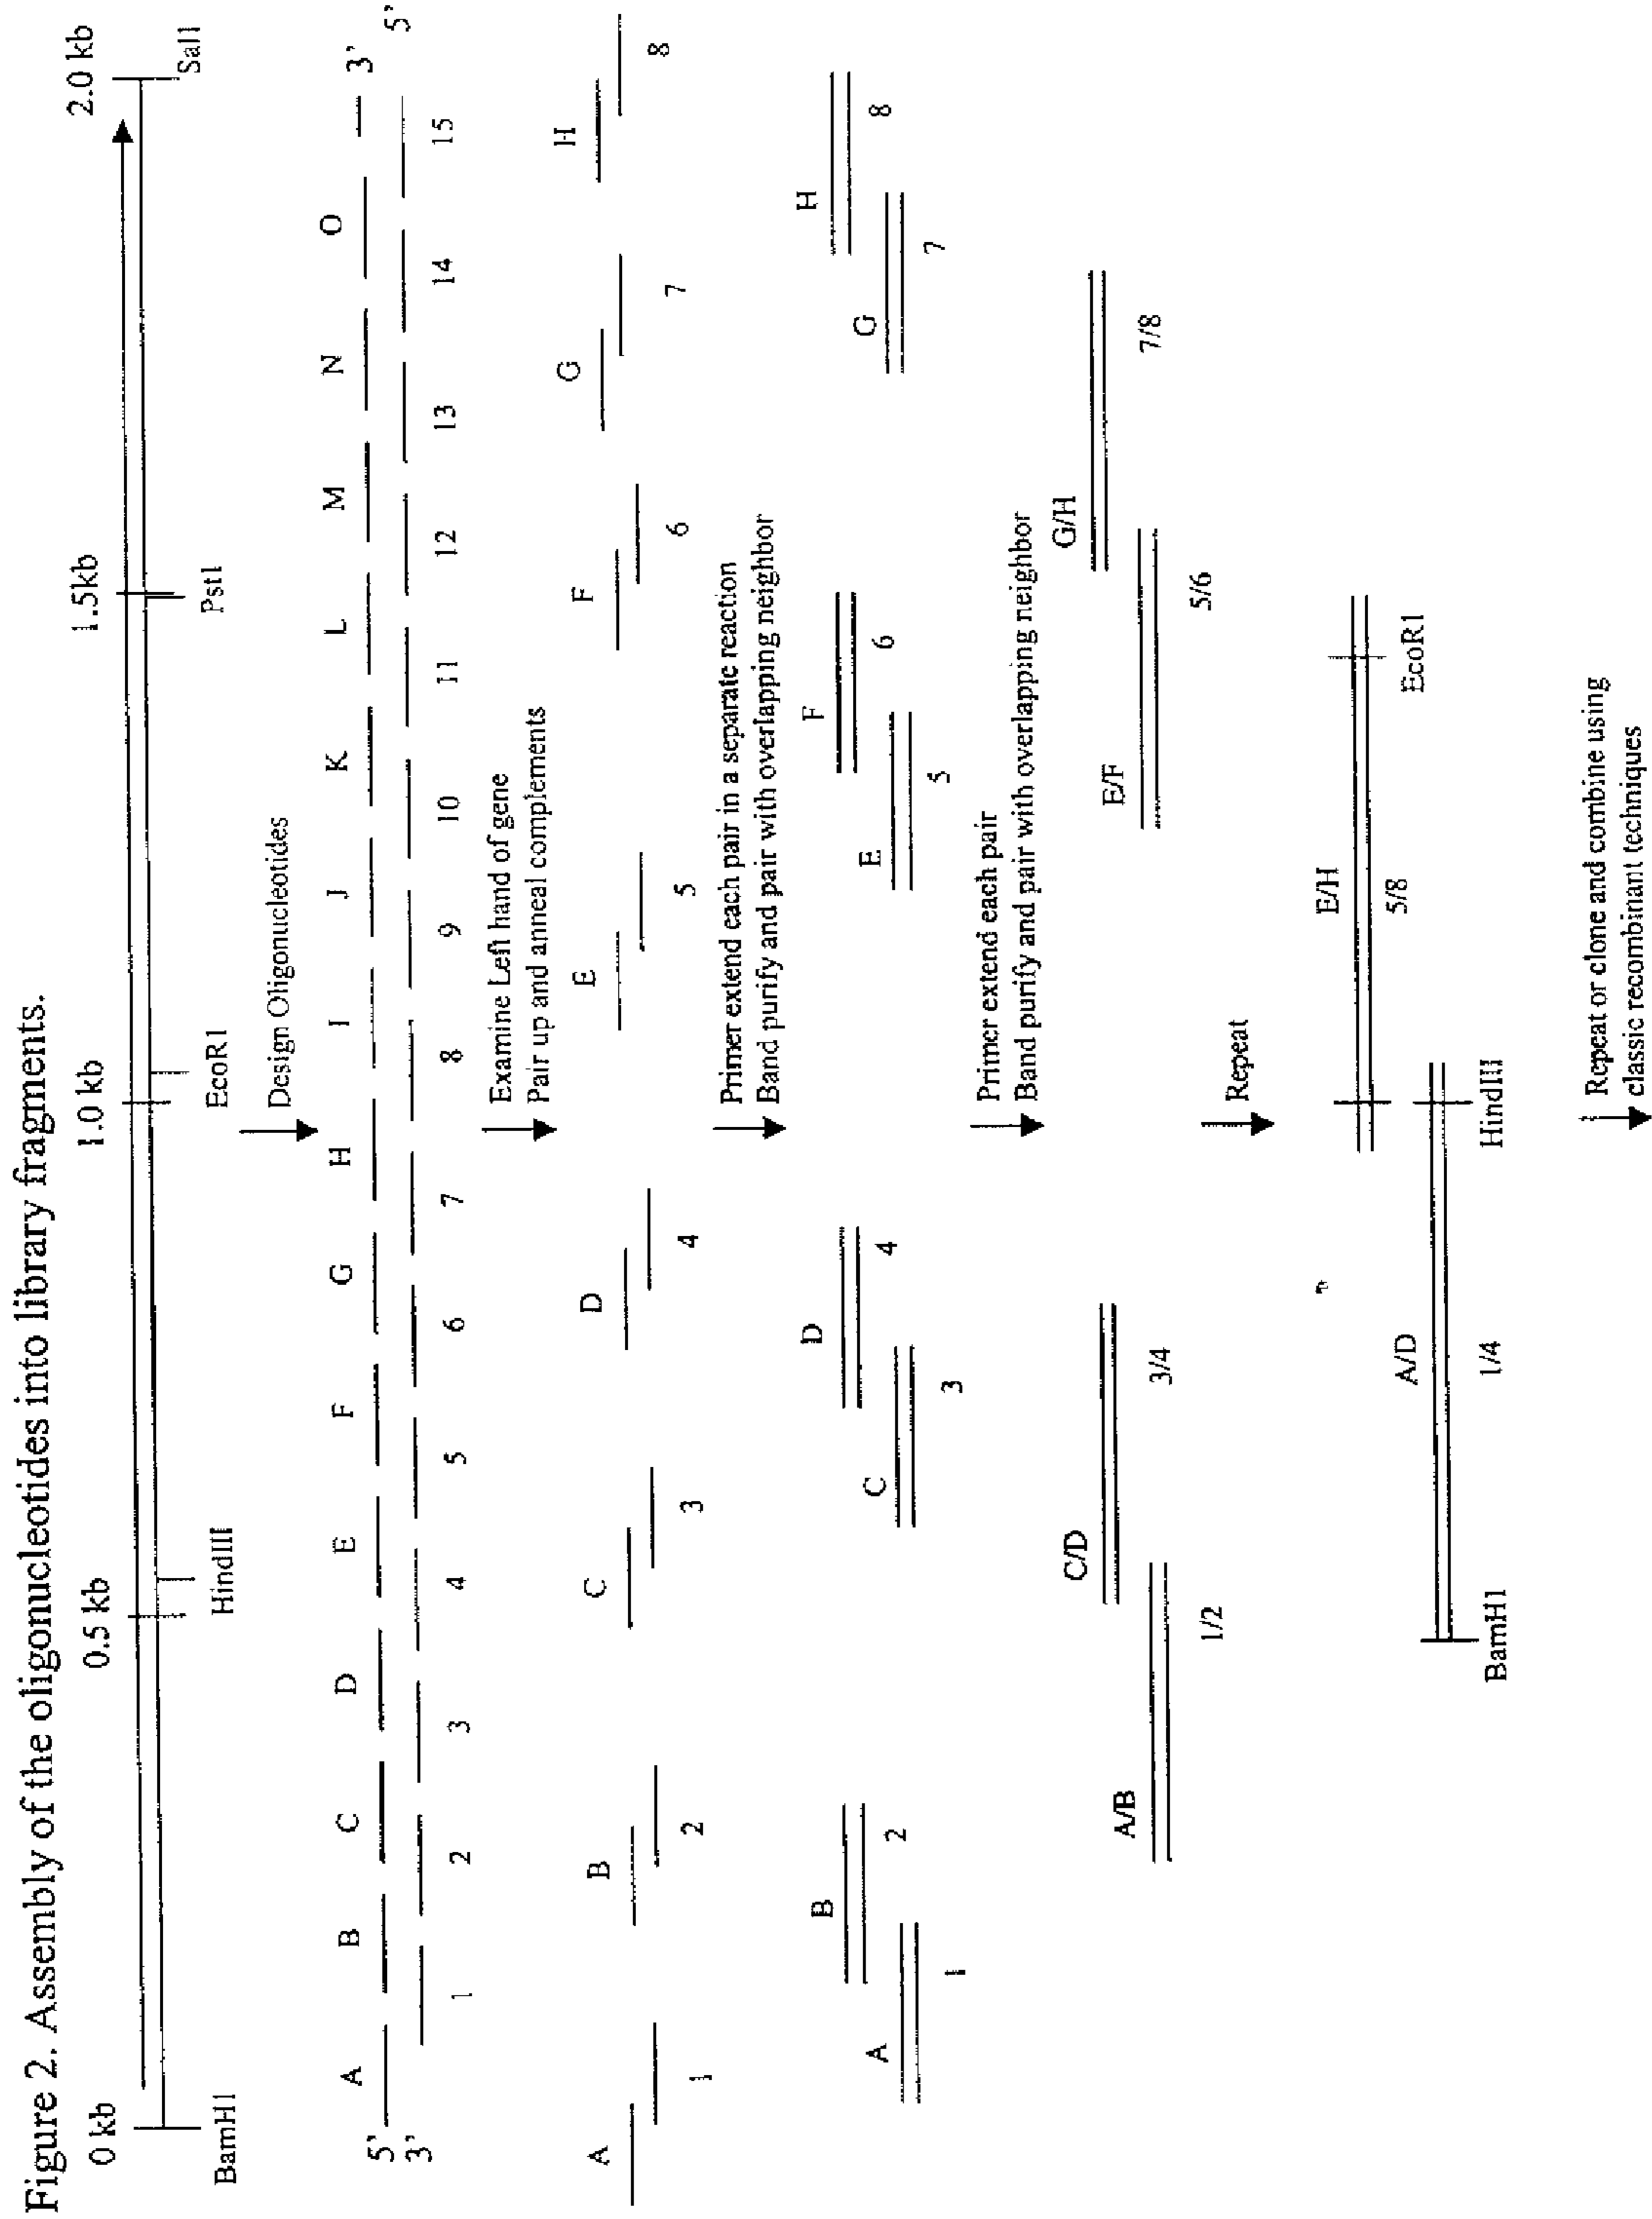 Figure 2. Assembly of the oligonucleotides into library fragments.
0 kb 0.5 kb 1.0 kb 1.5kb 2.0 kb
BamH1 HindIII EcoR1 Pst1 Sal1
Design Oligonucleotides
A B C D E F G H I J K L M N O
5' 3'
3' 5'
1 2 3 4 5 6 7 8 9 10 11 12 13 14 15
Examine Left hand of gene
Pair up and anneal complements
A B C D E F G H
1 2 3 4 5 6 7 8
Primer extend each pair in a separate reaction
Band purify and pair with overlapping neighbor
B D F H
2 4 6 8
A C E G
1 3 5 7
Primer extend each pair
Band purify and pair with overlapping neighbor
C/D G/H
3/4 7/8
A/B E/F
1/2 5/6
Repeat
E/H
5/8 EcoR1
A/D
1/4
BamH1 HindIII
Repeat or clone and combine using
classic recombinant techniques